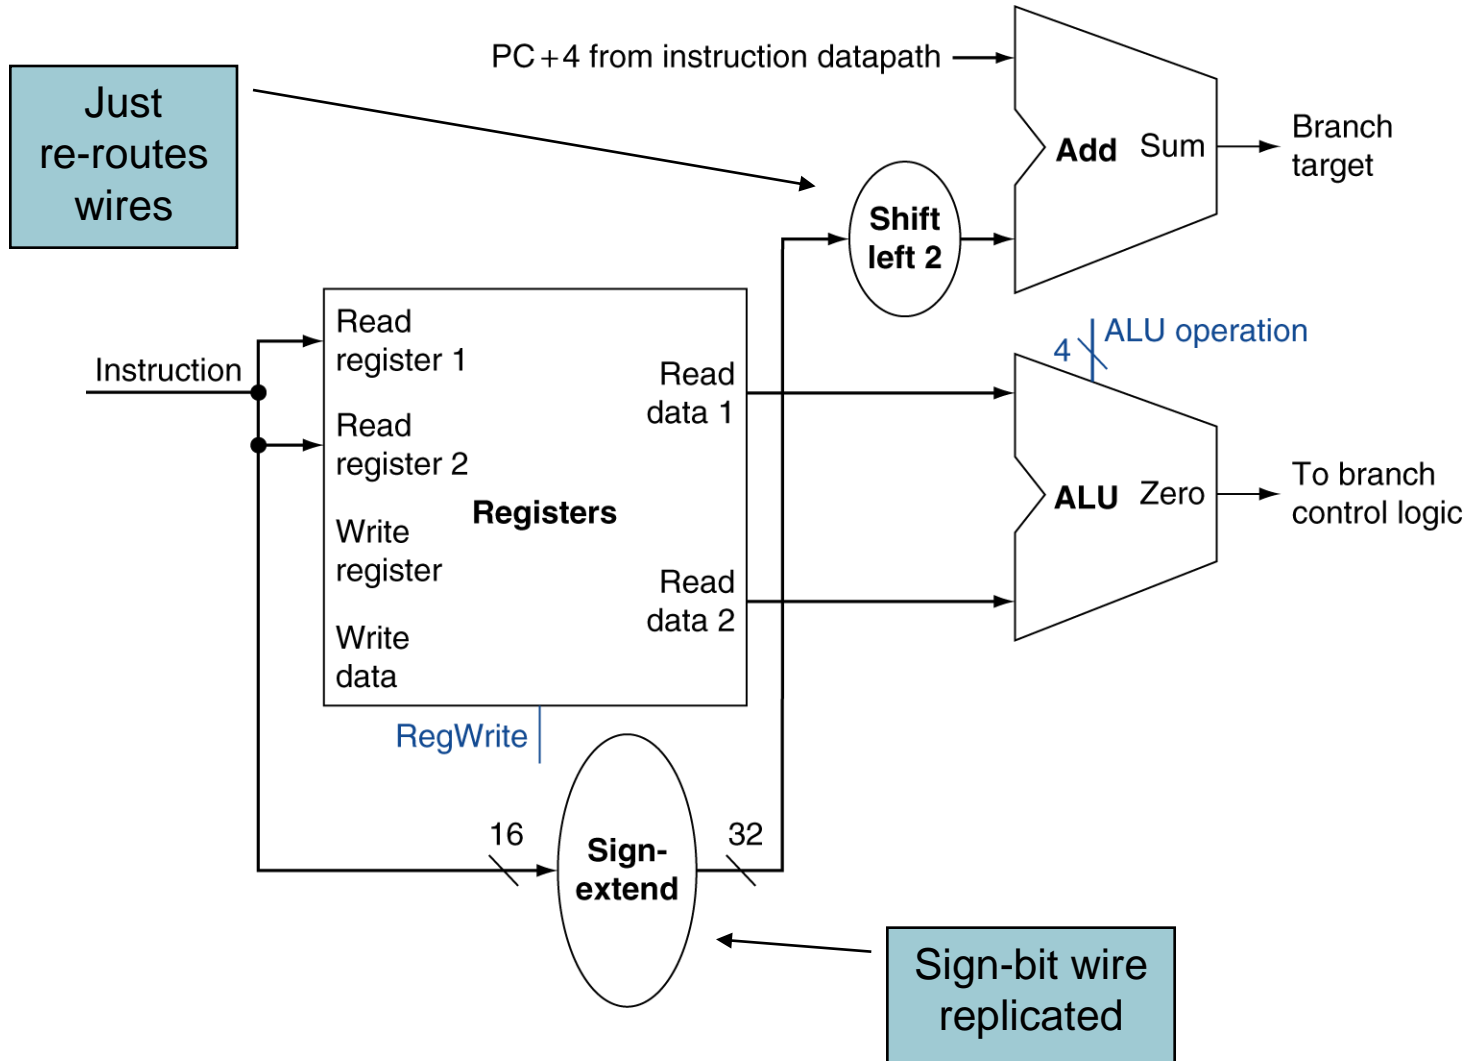 PC+4 from instruction datapath
Just
re-routes
wires
Add
Sum
Branch
target
Shift
left 2
Instruction
Read
register 1
Read
register 2
Write
register
Write
data
Registers
Read
data 1
Read
data 2
RegWrite
4
ALU operation
ALU
Zero
To branch
control logic
16
Sign-
extend
32
Sign-bit wire
replicated